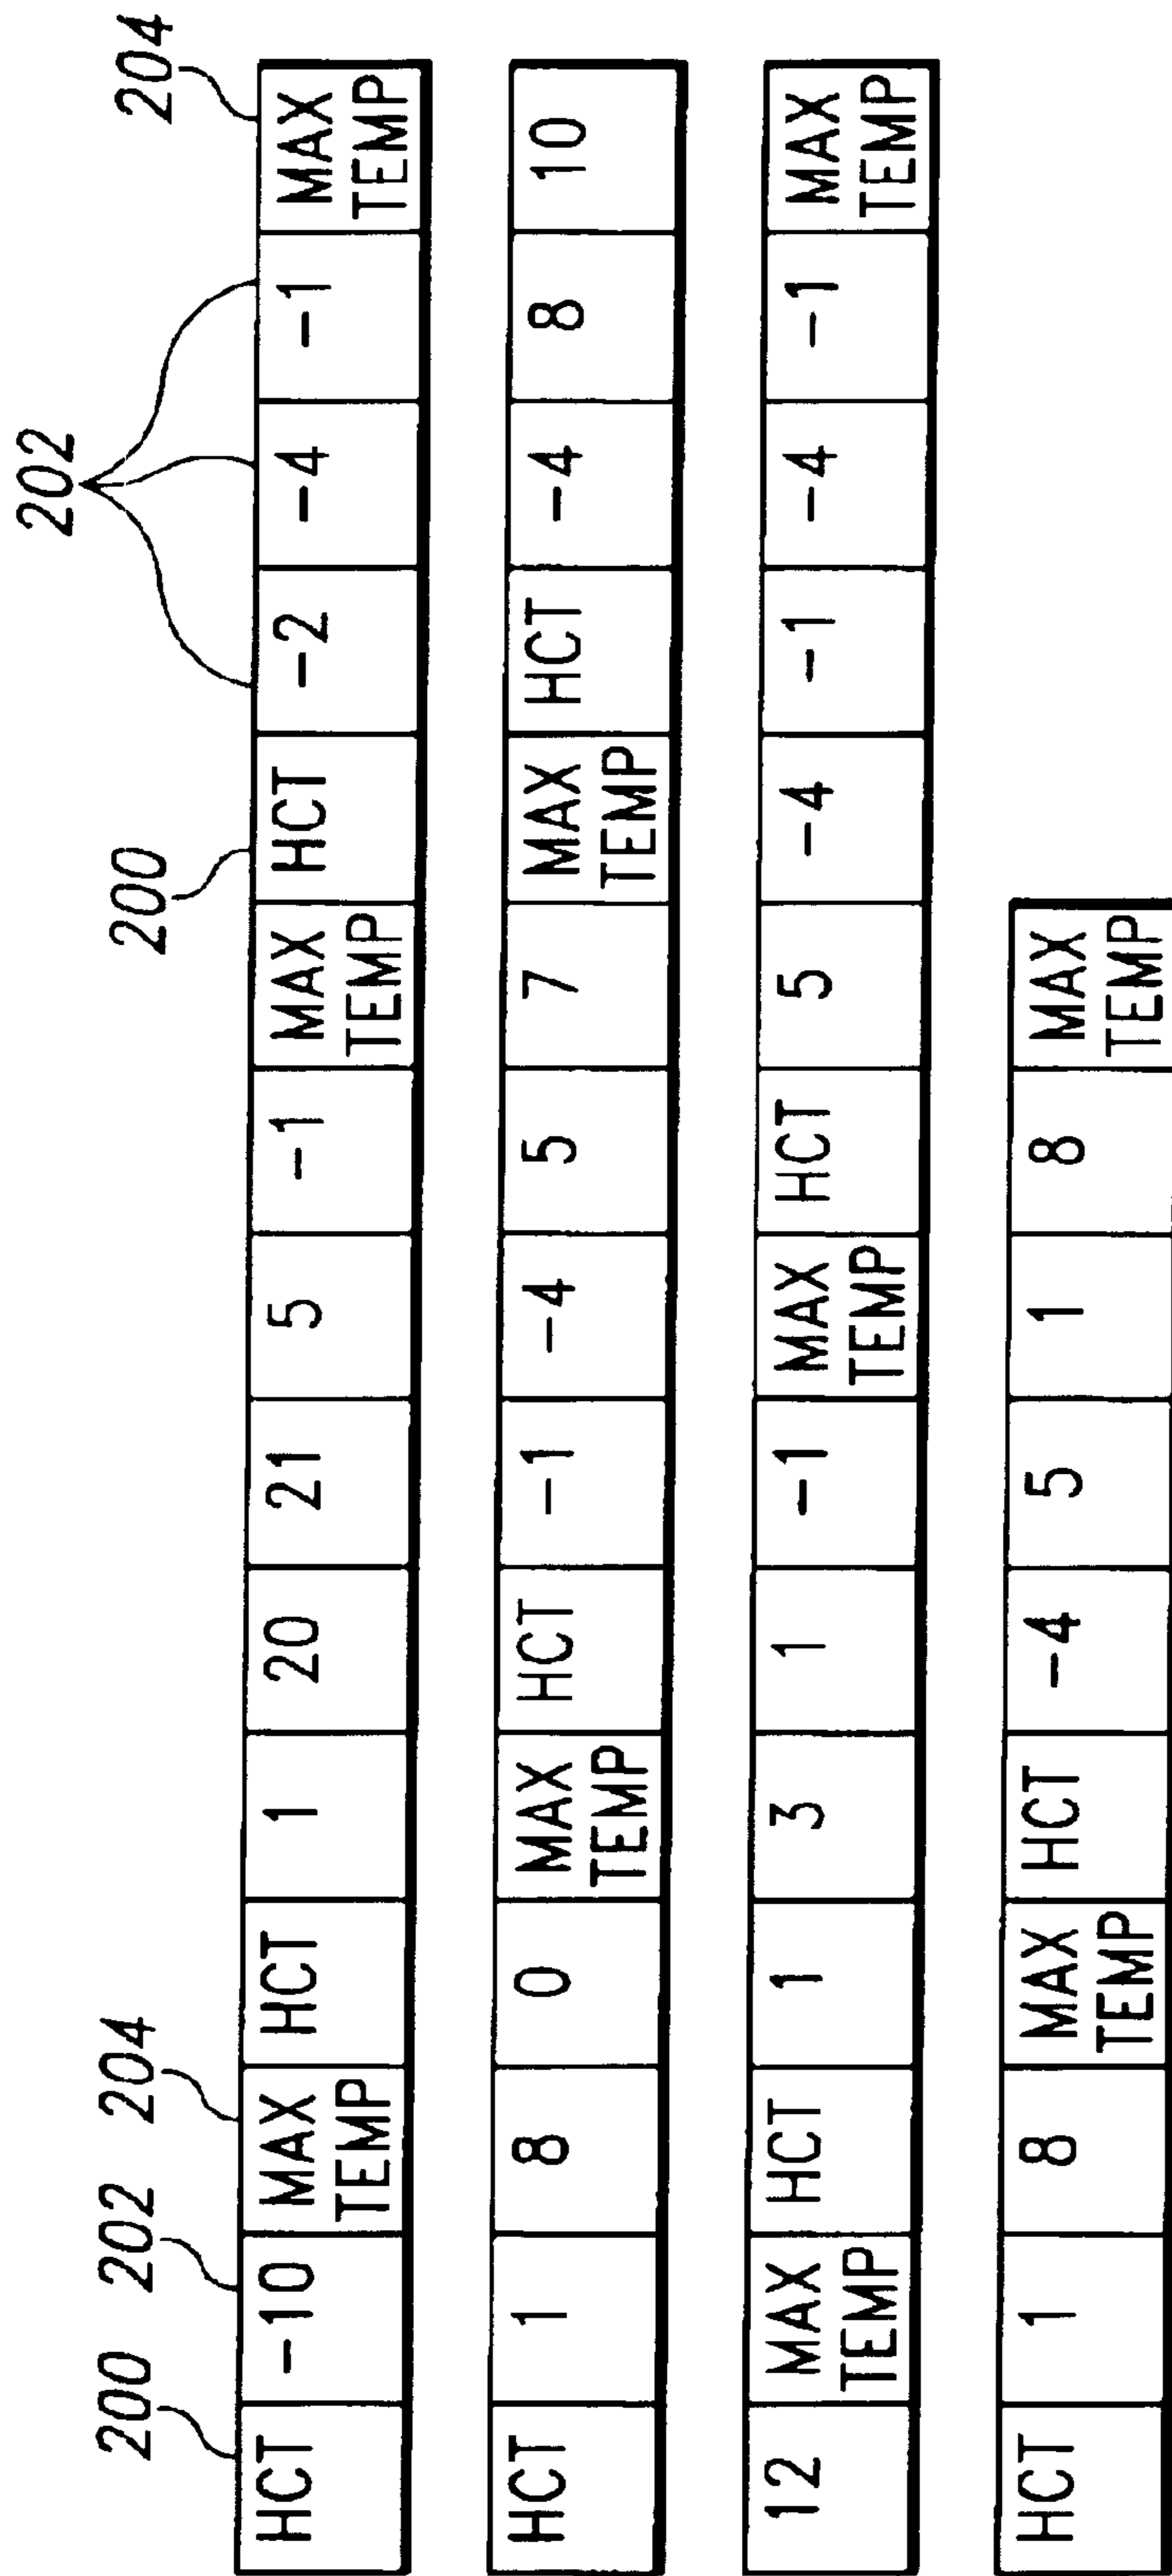 200 202 204 200 202 204
HCT -10 MAX TEMP HCT 1 20 21 5 -1 MAX TEMP HCT -2 -4 -1 MAX TEMP
HCT 1 8 0 MAX TEMP HCT -1 -4 5 7 MAX TEMP HCT -4 8 10
12 MAX TEMP HCT 1 3 1 -1 MAX TEMP HCT 5 -4 -1 -4 -1 MAX TEMP
HCT 1 8 MAX TEMP HCT -4 5 1 8 MAX TEMP